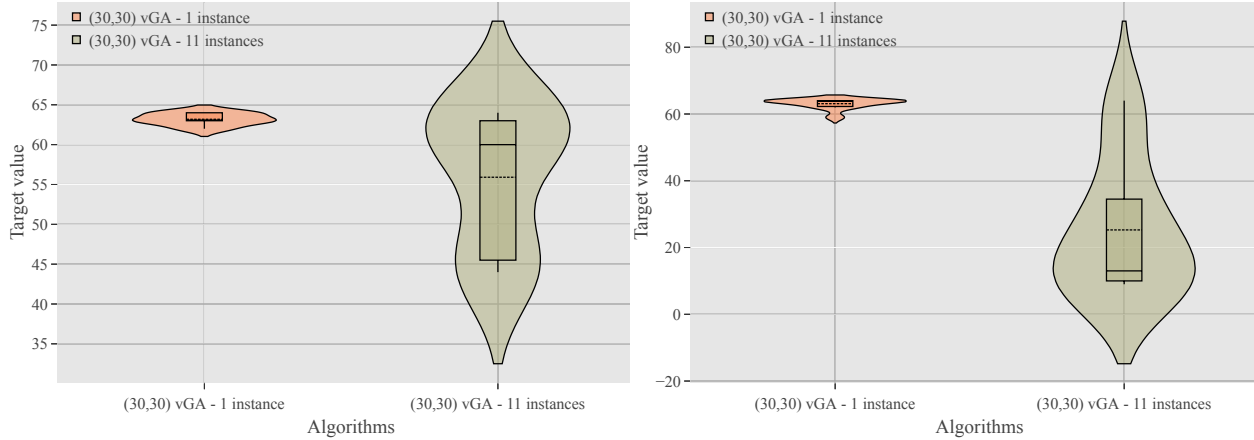 (30,30) vGA - 1 instance
(30,30) vGA - 11 instances
75
70
65
60
55
50
45
40
35
Target value
(30,30) vGA - 1 instance
(30,30) vGA - 11 instances
Algorithms
(30,30) vGA - 1 instance
(30,30) vGA - 11 instances
80
60
40
20
0
−20
Target value
(30,30) vGA - 1 instance
(30,30) vGA - 11 instances
Algorithms